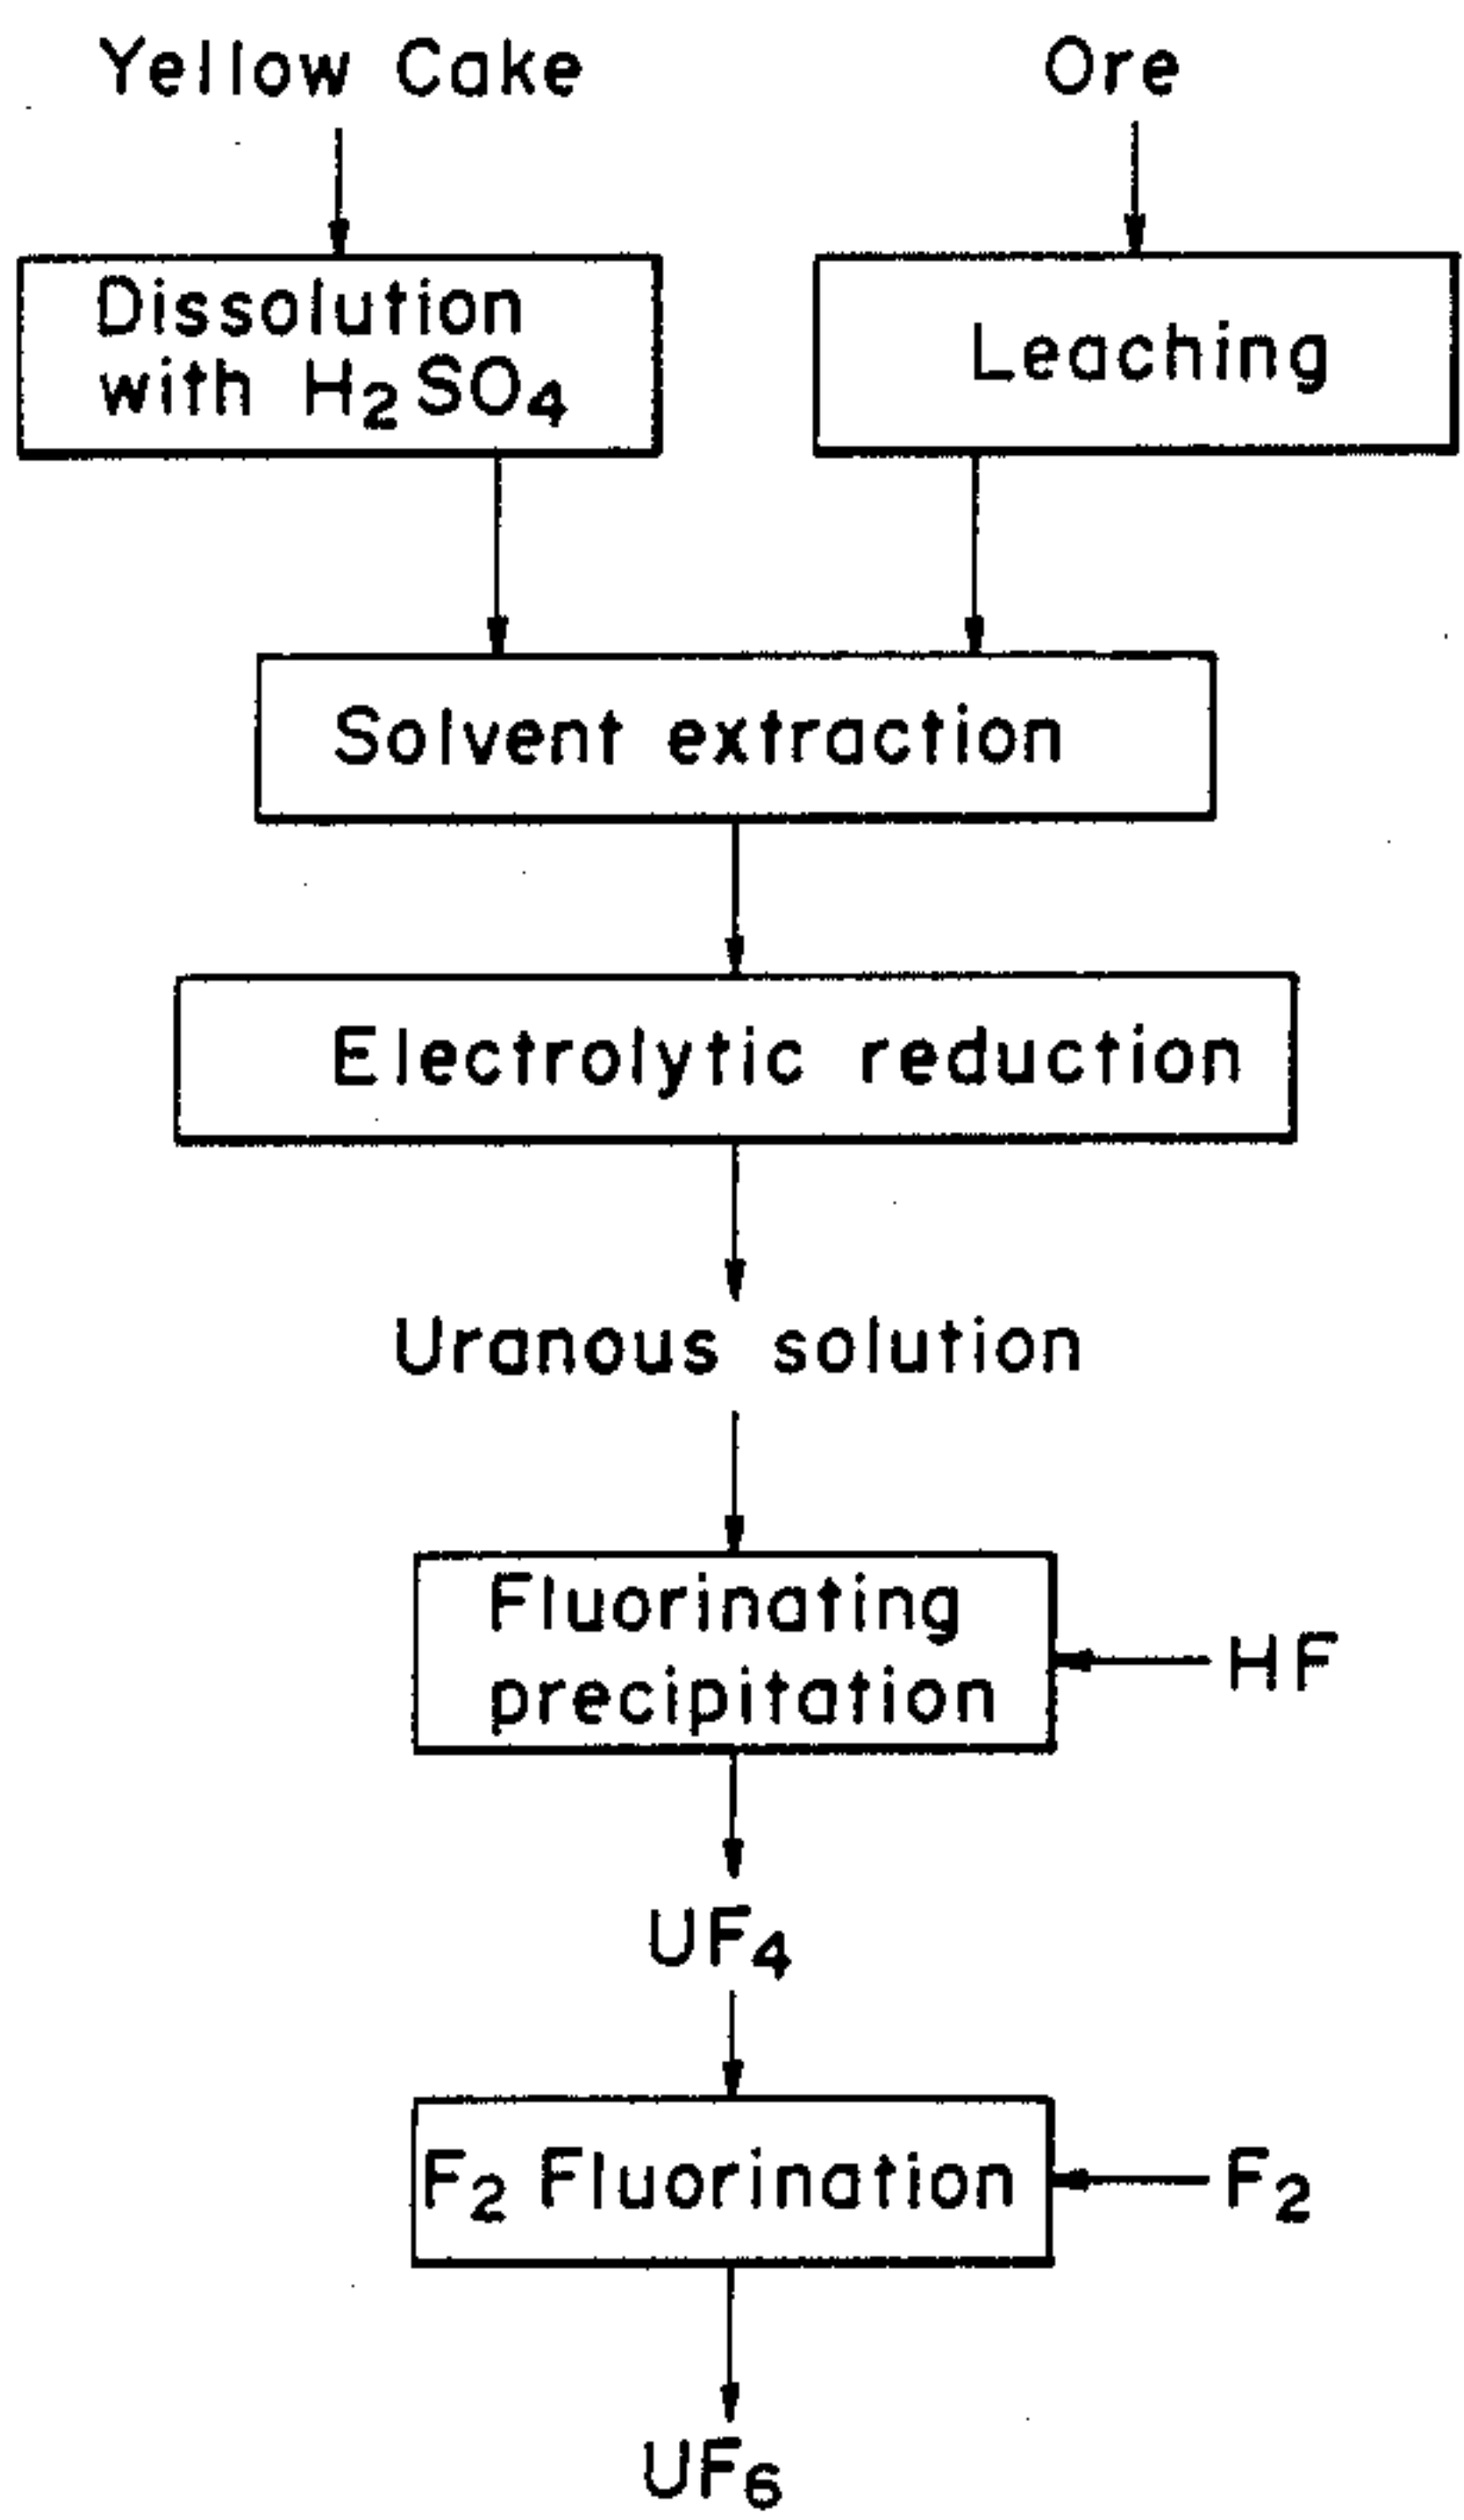 Yellow Cake
Ore
Dissolution
with H₂SO₄
Leaching
Solvent extraction
Electrolytic reduction
Uranous solution
Fluorinating
precipitation
HF
UF₄
F₂ Fluorination
F₂
UF₆